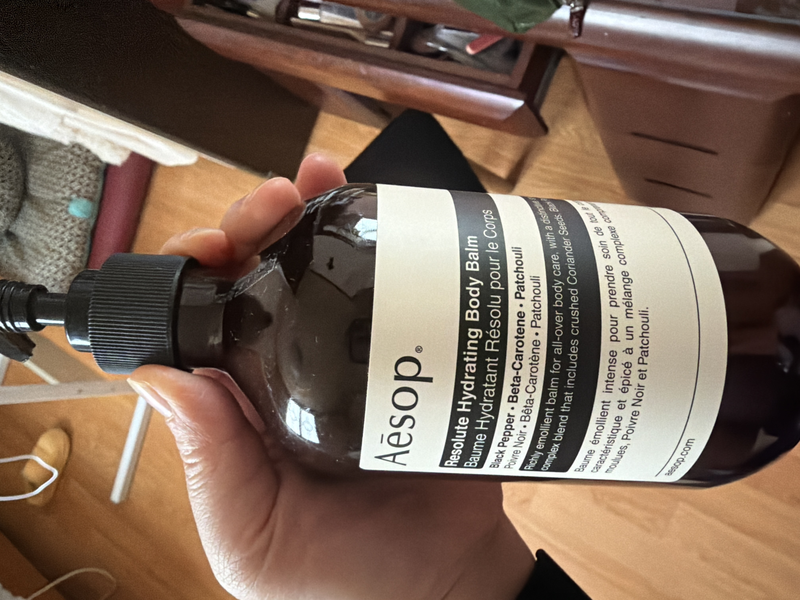 Aēsop®
Resolute Hydrating Body Balm
Baume Hydratant Résolu pour le Corps
Black Pepper • Beta-Carotene • Patchouli
Poivre Noir • Bêta-Carotène • Patchouli
Richly emollient balm for all-over body care, with a
complex blend that includes crushed Coriander Seeds,
Baume émollient intense pour prendre soin de tout le
caractéristique et épicé à un mélange complexe
moulues, Poivre Noir et Patchouli.
aesop.com